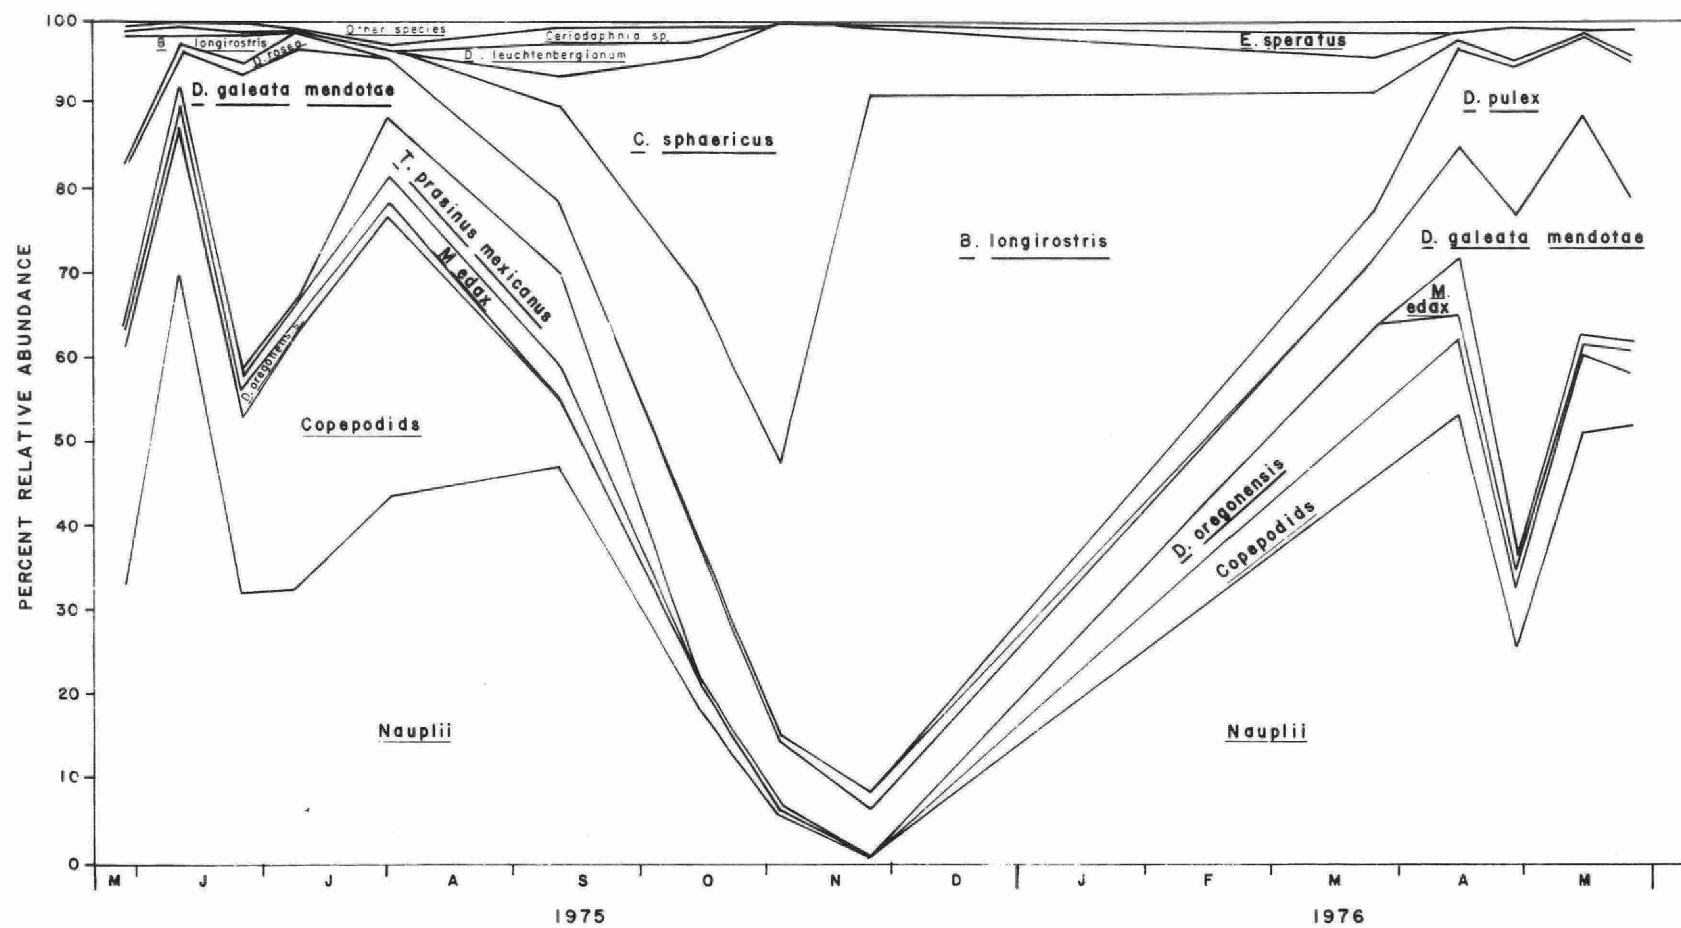 PERCENT RELATIVE ABUNDANCE
100
90
80
70
60
50
40
30
20
10
0
Other species
Ceriodaphnia sp.
D. leuchtenbergianum
B. longirostris
D. rosea
D. galeata mendotae
T. prasinus mexicanus
M. edax
D. oregonensis
Copepodids
Nauplii
C. sphaericus
B. longirostris
E. speratus
D. pulex
D. galeata mendotae
M.
edax
D. oregonensis
Copepodids
Nauplii
M J J A S O N D J F M A M
1975 1976